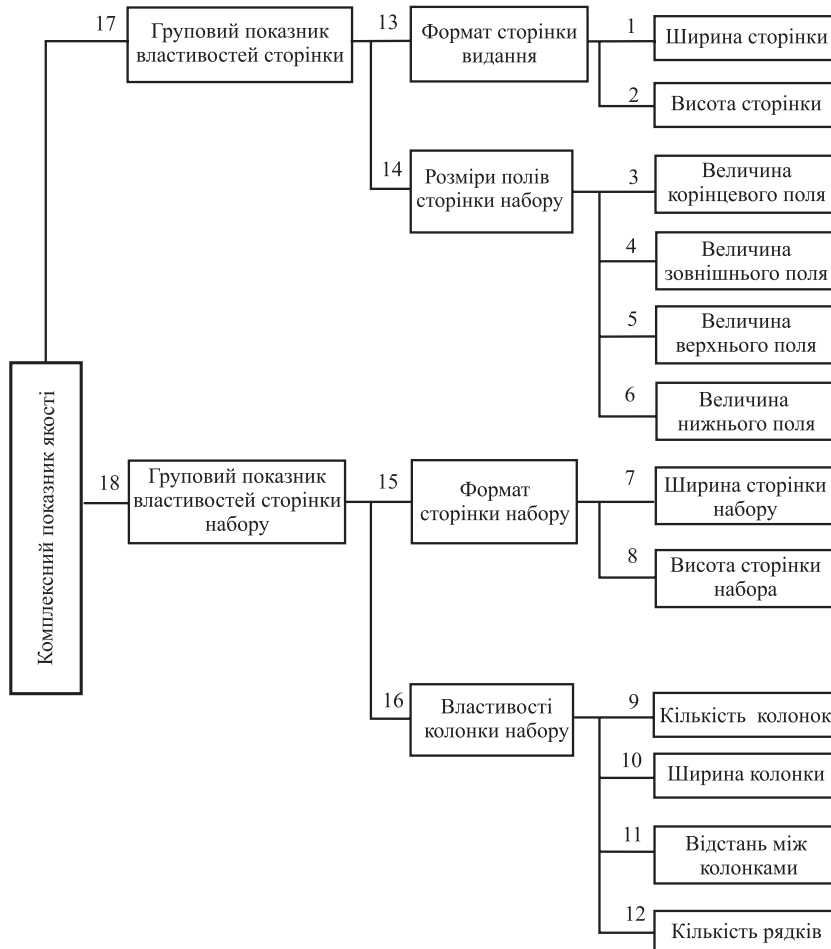 17
Груповий показник
властивостей сторінки
13
Формат сторінки
видання
1
Ширина сторінки
2
Висота сторінки
14
Розміри полів
сторінки набору
3
Величина
корінцевого поля
4
Величина
зовнішнього поля
5
Величина
верхнього поля
6
Величина
нижнього поля
Комплексний показник якості
18
Груповий показник
властивостей сторінки
набору
15
Формат
сторінки набору
7
Ширина сторінки
набору
8
Висота сторінки
набора
16
Властивості
колонки набору
9
Кількість колонок
10
Ширина колонки
11
Відстань між
колонками
12
Кількість рядків